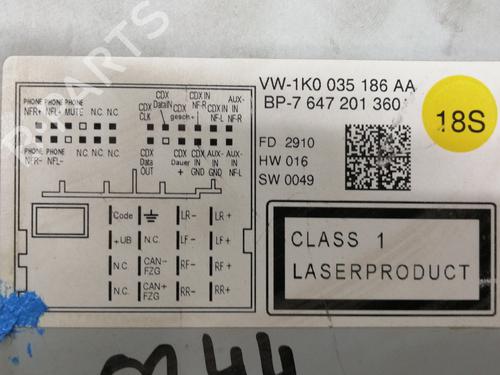 VW-1K0 035 186 AA
BP-7 647 201 360
18S
FD 2910
HW 016
SW 0049
CLASS 1
LASERPRODUCT
PHONE PHONE PHONE
NFR+ NFL+ MUTE N.C. N.C.
PHONE PHONE
NFR- NFL- N.C. N.C. N.C.
CDX CLK
CDX DataIN
CDX gesch.+
CDX IN NF-R
CDX IN NF-L
AUX-IN NF-R
CDX Data OUT
CDX Dauer +
CDX IN GND
AUX IN GNQ
AUX-IN NF-L
Code LR- LR+
+UB N.C. LF- LF+
N.C. CAN- FZG RF- RF+
N.C. CAN+ FZG RR- RR+